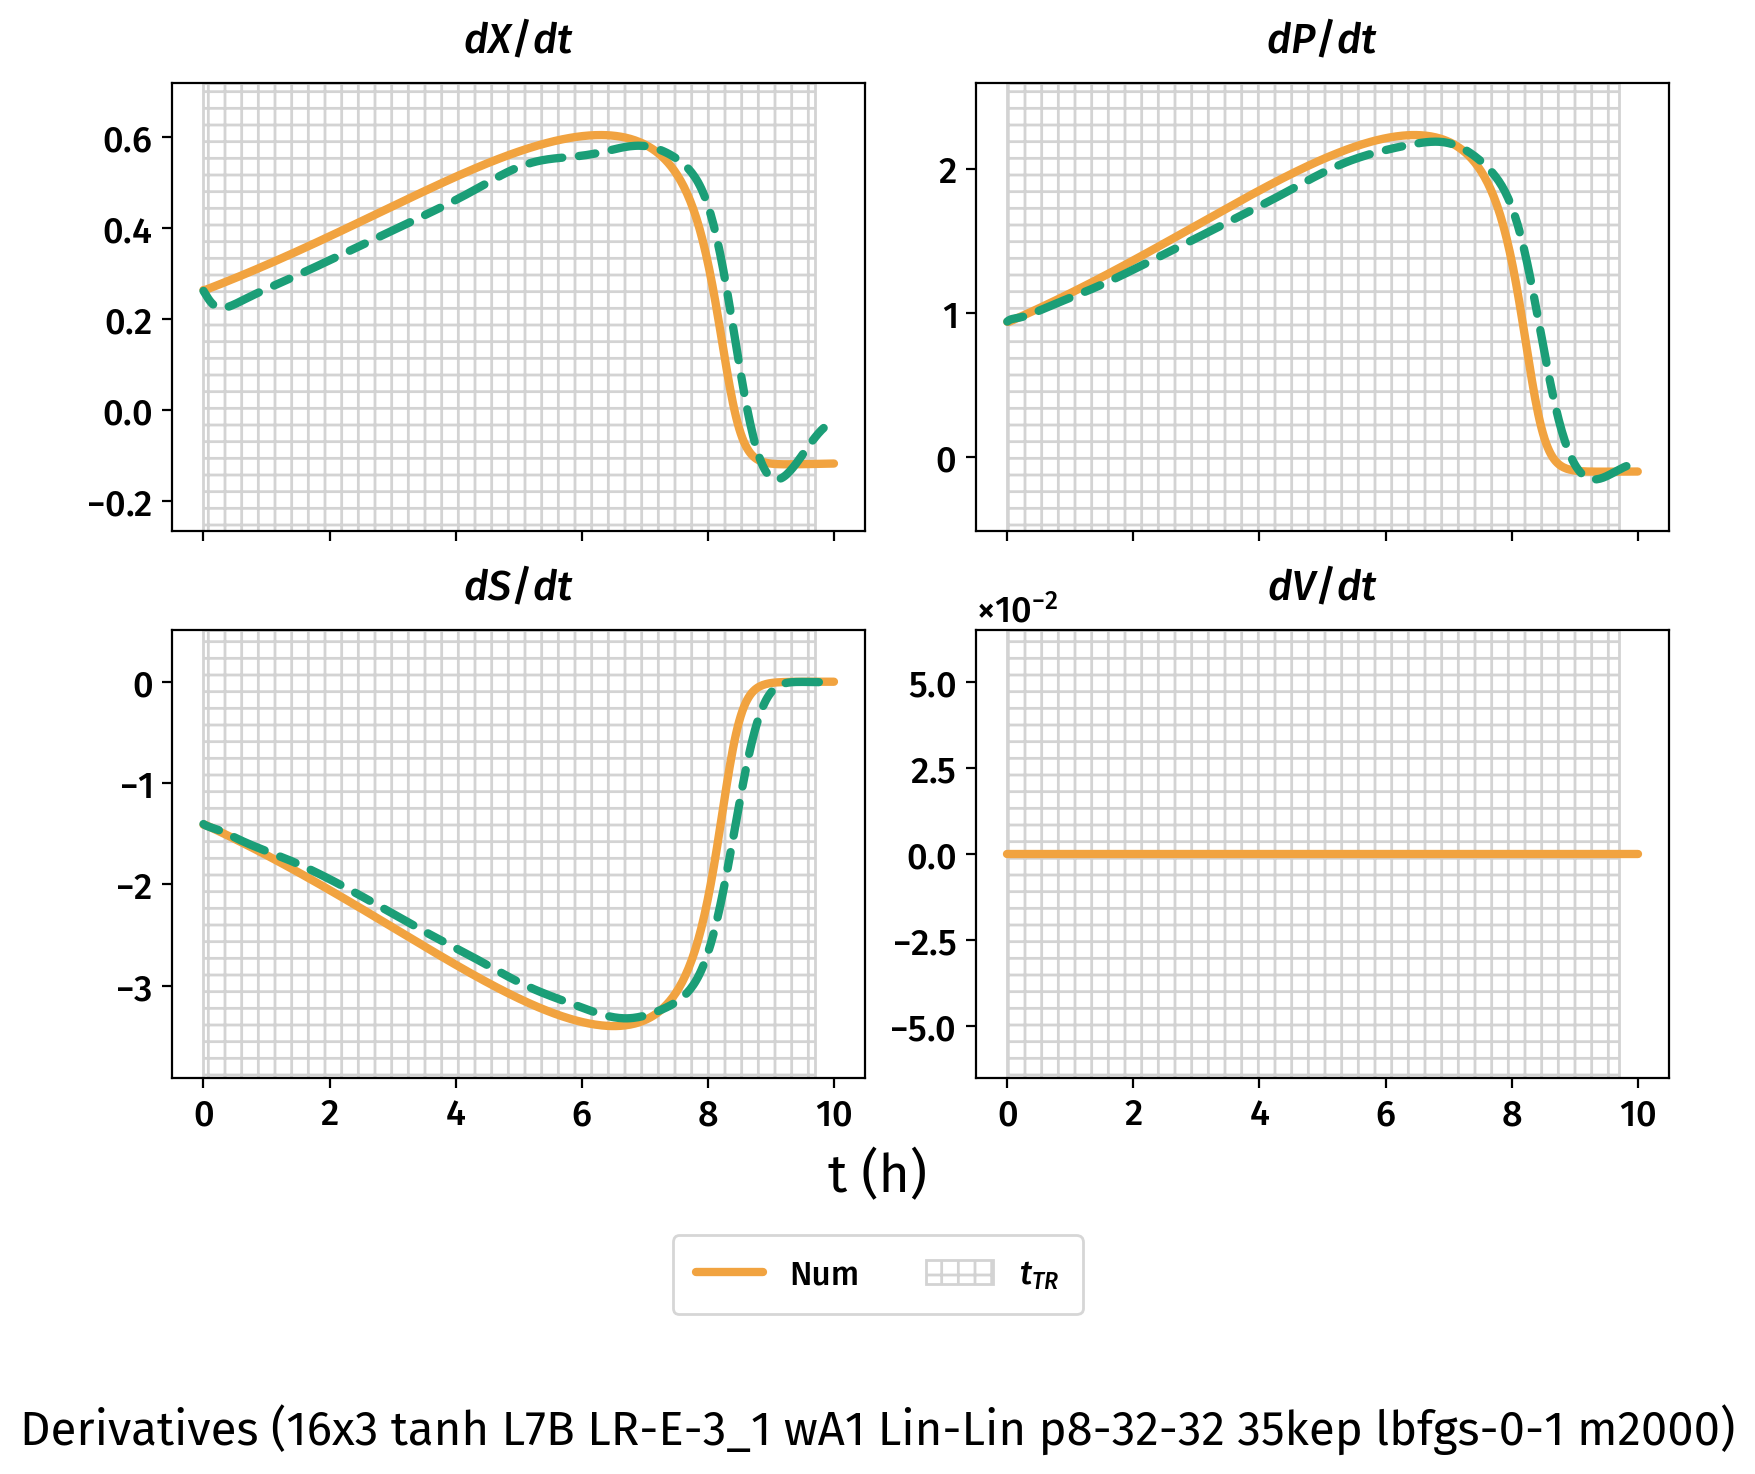 dX/dt
dP/dt
0.6
0.4
0.2
0.0
−0.2
2
1
0
dS/dt
dV/dt
×10⁻²
0
−1
−2
−3
5.0
2.5
0.0
−2.5
−5.0
0 2 4 6 8 10
0 2 4 6 8 10
t (h)
Num
t_TR
Derivatives (16x3 tanh L7B LR-E-3_1 wA1 Lin-Lin p8-32-32 35kep lbfgs-0-1 m2000)